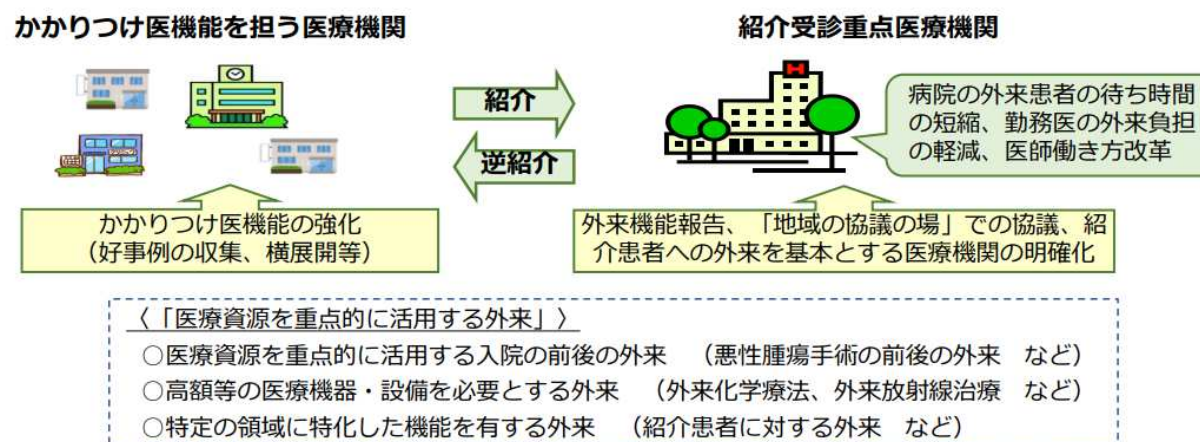 かかりつけ医機能を担う医療機関
紹介受診重点医療機関
紹介
逆紹介
病院の外来患者の待ち時間
の短縮、勤務医の外来負担
の軽減、医師働き方改革
かかりつけ医機能の強化
（好事例の収集、横展開等）
外来機能報告、「地域の協議の場」での協議、紹
介患者への外来を基本とする医療機関の明確化
〈「医療資源を重点的に活用する外来」〉
○医療資源を重点的に活用する入院の前後の外来　（悪性腫瘍手術の前後の外来　など）
○高額等の医療機器・設備を必要とする外来　（外来化学療法、外来放射線治療　など）
○特定の領域に特化した機能を有する外来　（紹介患者に対する外来　など）